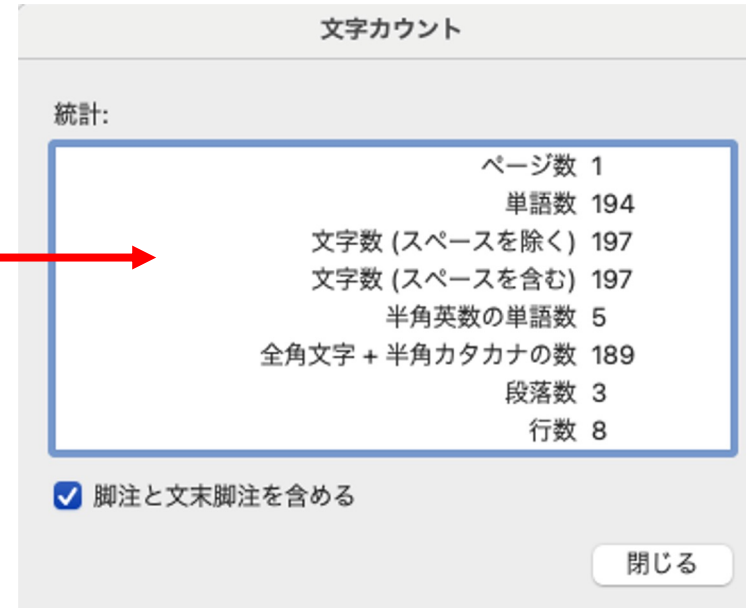 文字カウント
統計:
ページ数 1
単語数 194
文字数 (スペースを除く) 197
文字数 (スペースを含む) 197
半角英数の単語数 5
全角文字 + 半角カタカナの数 189
段落数 3
行数 8
脚注と文末脚注を含める
閉じる